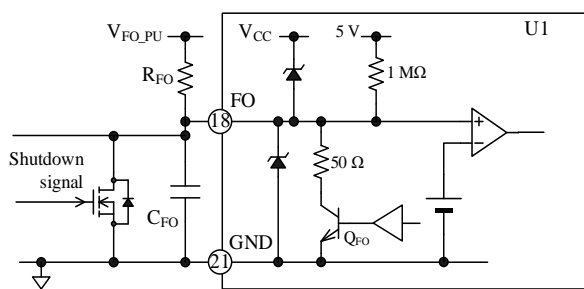 V_FO_PU
V_CC
5 V
U1
R_FO
1 MΩ
FO
18
Shutdown
signal
50 Ω
C_FO
Q_FO
GND
21